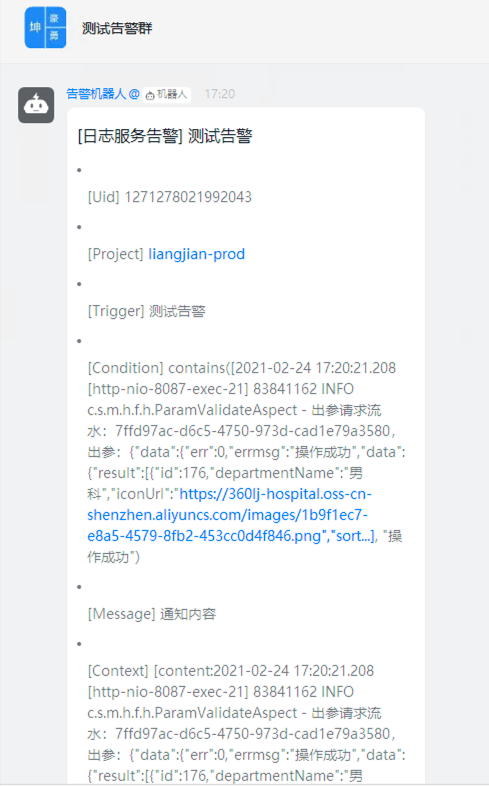 坤 豪
勇
测试告警群
告警机器人@ 机器人 17:20
[日志服务告警] 测试告警
[Uid] 1271278021992043
[Project] liangjian-prod
[Trigger] 测试告警
[Condition] contains([2021-02-24 17:20:21.208
[http-nio-8087-exec-21] 83841162 INFO
c.s.m.h.f.h.ParamValidateAspect - 出参请求流
水：7ffd97ac-d6c5-4750-973d-cad1e79a3580，
出参：{"data":{"err":0,"errmsg":"操作成功","data":
{"result":[{"id":176,"departmentName":"男
科","iconUrl":"https://360lj-hospital.oss-cn-
shenzhen.aliyuncs.com/images/1b9f1ec7-
e8a5-4579-8fb2-453cc0d4f846.png","sort...], "操
作成功")
[Message] 通知内容
[Context] [content:2021-02-24 17:20:21.208
[http-nio-8087-exec-21] 83841162 INFO
c.s.m.h.f.h.ParamValidateAspect - 出参请求流
水：7ffd97ac-d6c5-4750-973d-cad1e79a3580，
出参：{"data":{"err":0,"errmsg":"操作成功","data":
{"result":[{"id":176,"departmentName":"男